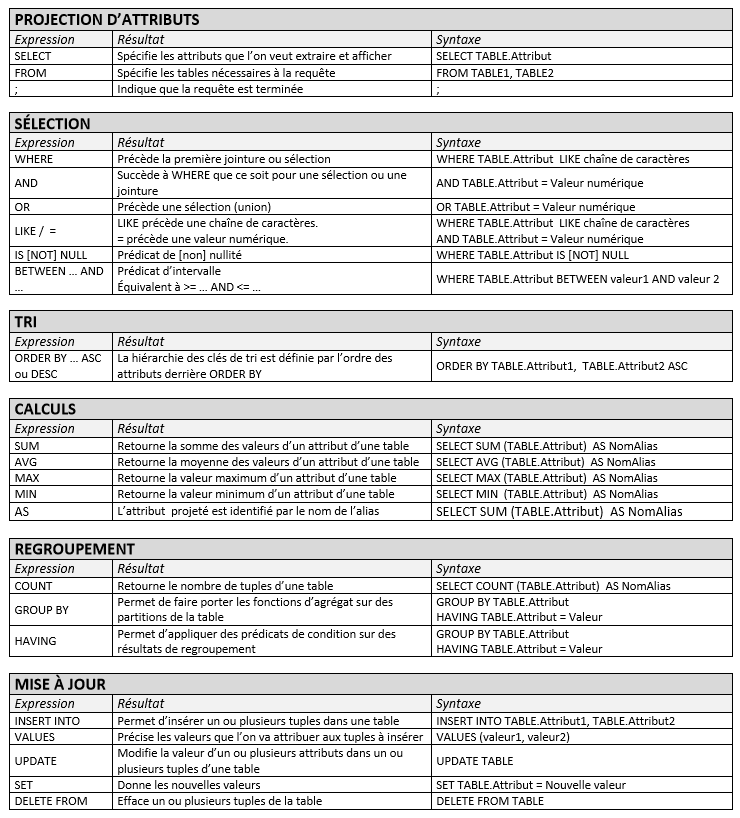 PROJECTION D’ATTRIBUTS
Expression Résultat Syntaxe
SELECT Spécifie les attributs que l’on veut extraire et afficher SELECT TABLE.Attribut
FROM Spécifie les tables nécessaires à la requête FROM TABLE1, TABLE2
; Indique que la requête est terminée ;
SÉLECTION
Expression Résultat Syntaxe
WHERE Précède la première jointure ou sélection WHERE TABLE.Attribut LIKE chaîne de caractères
AND Succède à WHERE que ce soit pour une sélection ou une
jointure AND TABLE.Attribut = Valeur numérique
OR Précède une sélection (union) OR TABLE.Attribut = Valeur numérique
LIKE / = LIKE précède une chaîne de caractères. WHERE TABLE.Attribut LIKE chaîne de caractères
= précède une valeur numérique. AND TABLE.Attribut = Valeur numérique
IS [NOT] NULL Prédicat de [non] nullité WHERE TABLE.Attribut IS [NOT] NULL
BETWEEN ... AND Prédicat d’intervalle WHERE TABLE.Attribut BETWEEN valeur1 AND valeur 2
... Équivalent à >= ... AND <= ...
TRI
Expression Résultat Syntaxe
ORDER BY ... ASC La hiérarchie des clés de tri est définie par l’ordre des ORDER BY TABLE.Attribut1, TABLE.Attribut2 ASC
ou DESC attributs derrière ORDER BY
CALCULS
Expression Résultat Syntaxe
SUM Retourne la somme des valeurs d’un attribut d’une table SELECT SUM (TABLE.Attribut) AS NomAlias
AVG Retourne la moyenne des valeurs d’un attribut d’une table SELECT AVG (TABLE.Attribut) AS NomAlias
MAX Retourne la valeur maximum d’un attribut d’une table SELECT MAX (TABLE.Attribut) AS NomAlias
MIN Retourne la valeur minimum d’un attribut d’une table SELECT MIN (TABLE.Attribut) AS NomAlias
AS L’attribut projeté est identifié par le nom de l’alias SELECT SUM (TABLE.Attribut) AS NomAlias
REGROUPEMENT
Expression Résultat Syntaxe
COUNT Retourne le nombre de tuples d’une table SELECT COUNT (TABLE.Attribut) AS NomAlias
GROUP BY Permet de faire porter les fonctions d’agrégat sur des GROUP BY TABLE.Attribut
partitions de la table HAVING TABLE.Attribut = Valeur
HAVING Permet d’appliquer des prédicats de condition sur des GROUP BY TABLE.Attribut
résultats de regroupement HAVING TABLE.Attribut = Valeur
MISE À JOUR
Expression Résultat Syntaxe
INSERT INTO Permet d’insérer un ou plusieurs tuples dans une table INSERT INTO TABLE.Attribut1, TABLE.Attribut2
VALUES Précise les valeurs que l’on va attribuer aux tuples à insérer VALUES (valeur1, valeur2)
UPDATE Modifie la valeur d’un ou plusieurs attributs dans un ou UPDATE TABLE
plusieurs tuples d’une table
SET Donne les nouvelles valeurs SET TABLE.Attribut = Nouvelle valeur
DELETE FROM Efface un ou plusieurs tuples de la table DELETE FROM TABLE